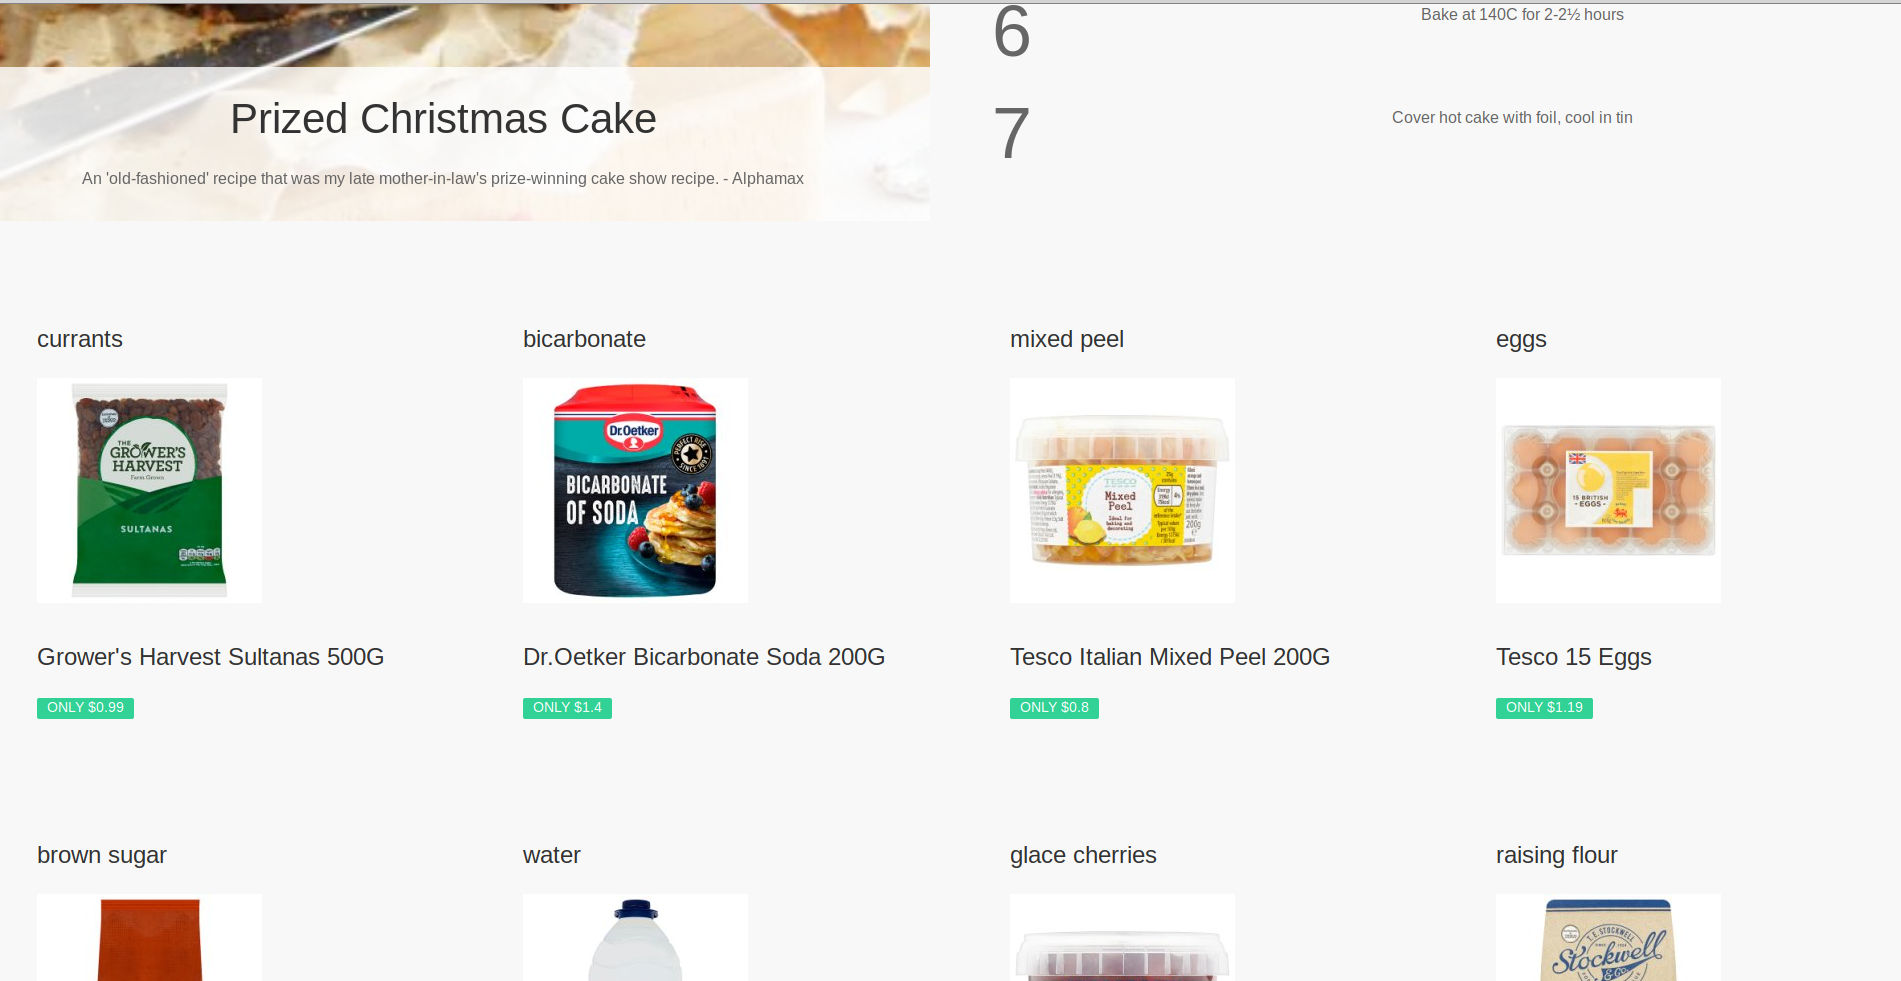 6
Bake at 140C for 2-2½ hours
7
Cover hot cake with foil, cool in tin
Prized Christmas Cake
An 'old-fashioned' recipe that was my late mother-in-law's prize-winning cake show recipe. - Alphamax
currants
bicarbonate
mixed peel
eggs
THE
GROWER'S
HARVEST
Farm Grown
SULTANAS
Dr.Oetker
PERFECT RISE
SINCE 1891
BICARBONATE
OF SODA
TESCO
Mixed
Peel
Ideal for
baking and
decorating
200g
15 BRITISH
- EGGS -
Grower's Harvest Sultanas 500G
Dr.Oetker Bicarbonate Soda 200G
Tesco Italian Mixed Peel 200G
Tesco 15 Eggs
ONLY $0.99
ONLY $1.4
ONLY $0.8
ONLY $1.19
brown sugar
water
glace cherries
raising flour
T.E. STOCKWELL
Stockwell
& Co.